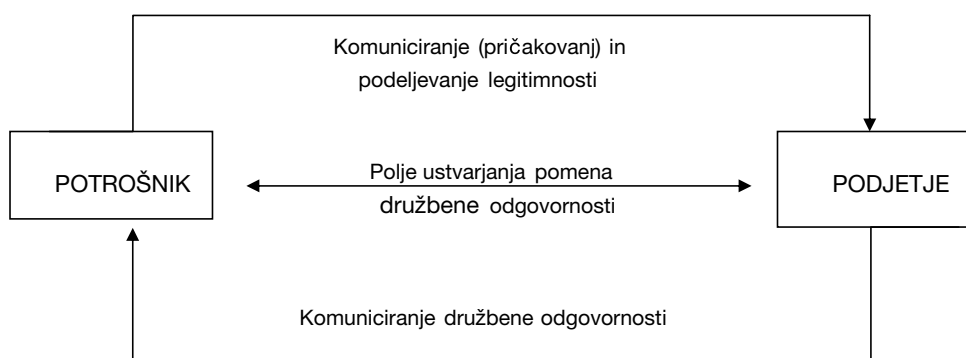 Komuniciranje (pričakovanj) in
podeljevanje legitimnosti
POTROŠNIK
Polje ustvarjanja pomena
družbene odgovornosti
PODJETJE
Komuniciranje družbene odgovornosti